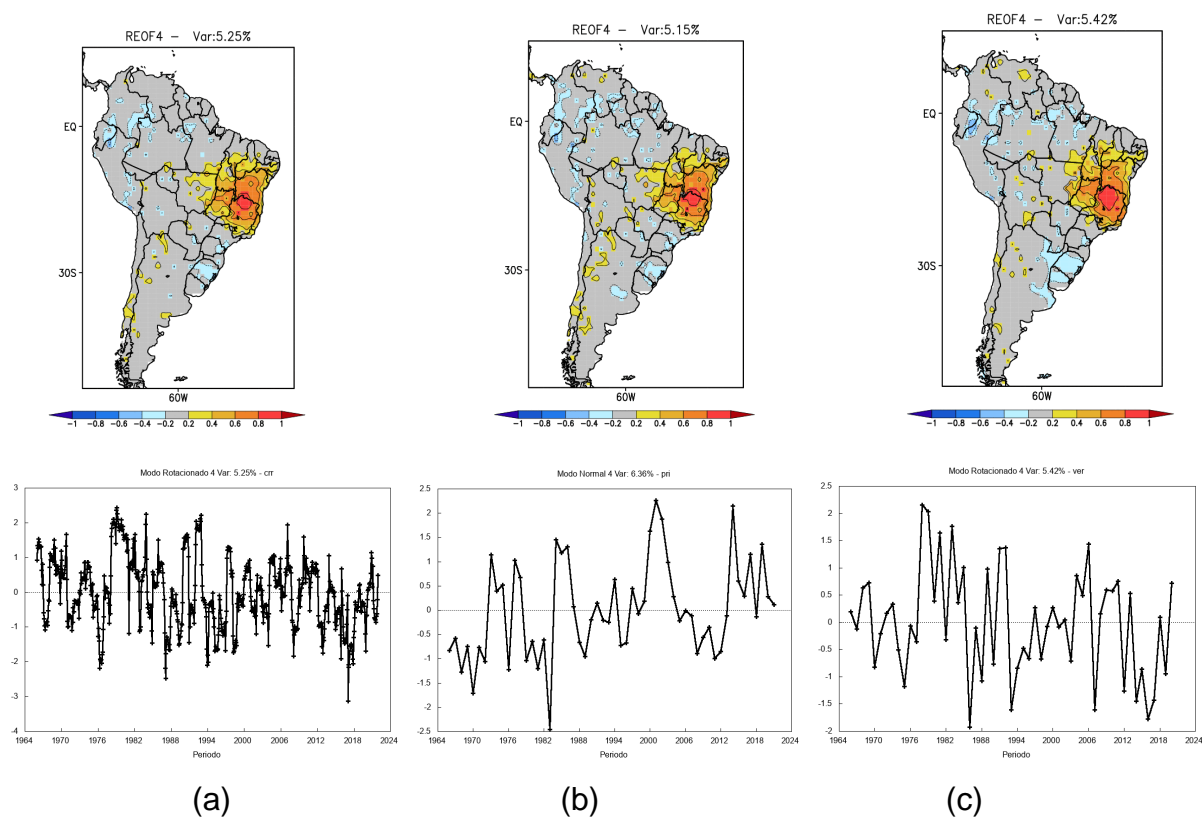 REOF4 – Var:5.25%
EQ
30S
60W
−1 −0.8 −0.6 −0.4 −0.2 0.2 0.4 0.6 0.8 1
REOF4 – Var:5.15%
EQ
30S
60W
−1 −0.8 −0.6 −0.4 −0.2 0.2 0.4 0.6 0.8 1
REOF4 – Var:5.42%
EQ
30S
60W
−1 −0.8 −0.6 −0.4 −0.2 0.2 0.4 0.6 0.8 1
Modo Rotacionado 4 Var: 5.25% - crr
3
2
1
0
-1
-2
-3
-4
1964 1970 1976 1982 1988 1994 2000 2006 2012 2018 2024
Periodo
Modo Normal 4 Var: 6.36% - pri
2.5
2
1.5
1
0.5
0
-0.5
-1
-1.5
-2
-2.5
1964 1970 1976 1982 1988 1994 2000 2006 2012 2018 2024
Periodo
Modo Rotacionado 4 Var: 5.42% - ver
2.5
2
1.5
1
0.5
0
-0.5
-1
-1.5
-2
1964 1970 1976 1982 1988 1994 2000 2006 2012 2018 2024
Periodo
(a) (b) (c)